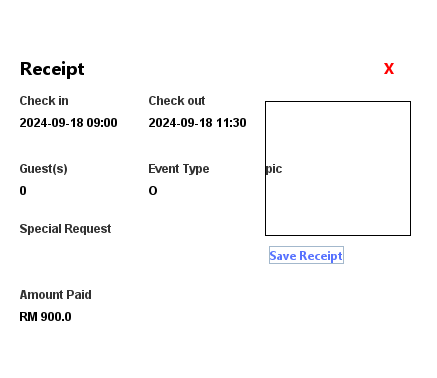 Receipt X
Check in Check out
2024-09-18 09:00 2024-09-18 11:30
Guest(s) Event Type pic
0 O
Special Request
Save Receipt
Amount Paid
RM 900.0